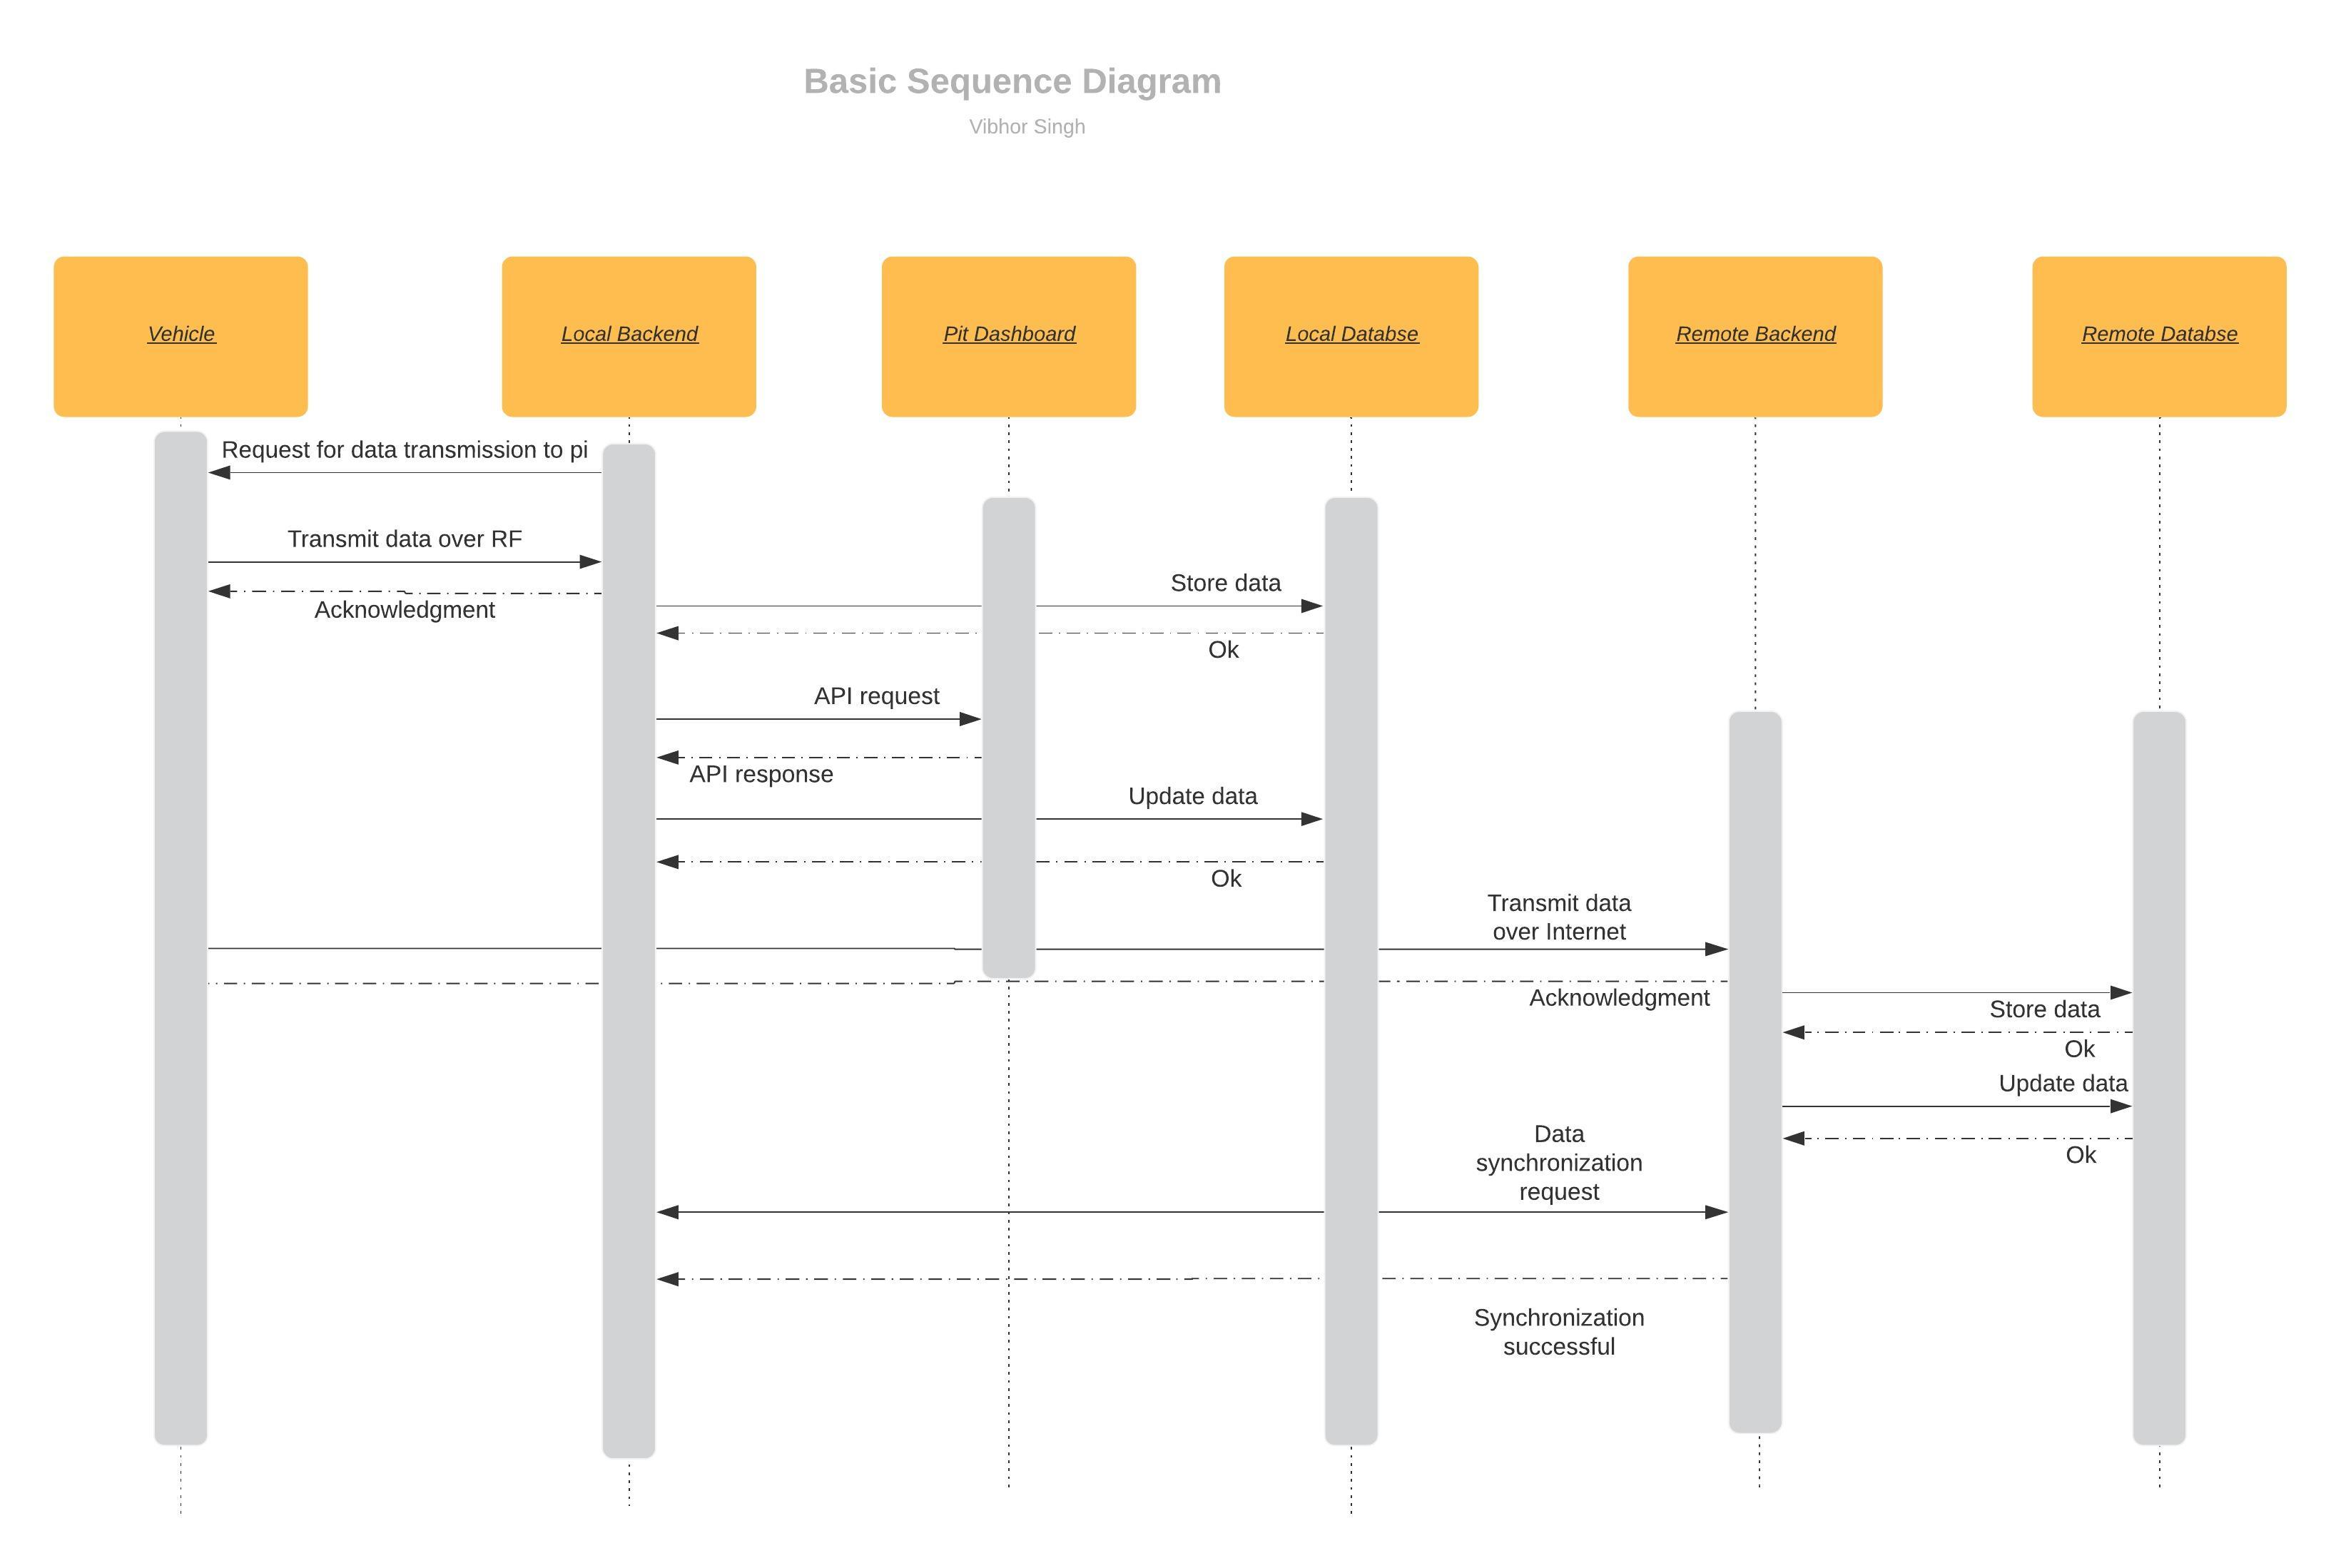 Basic Sequence Diagram
Vibhor Singh
Vehicle
Local Backend
Pit Dashboard
Local Databse
Remote Backend
Remote Databse
Request for data transmission to pi
Transmit data over RF
Acknowledgment
Store data
Ok
API request
API response
Update data
Ok
Transmit data
over Internet
Acknowledgment
Store data
Ok
Update data
Ok
Data
synchronization
request
Synchronization
successful